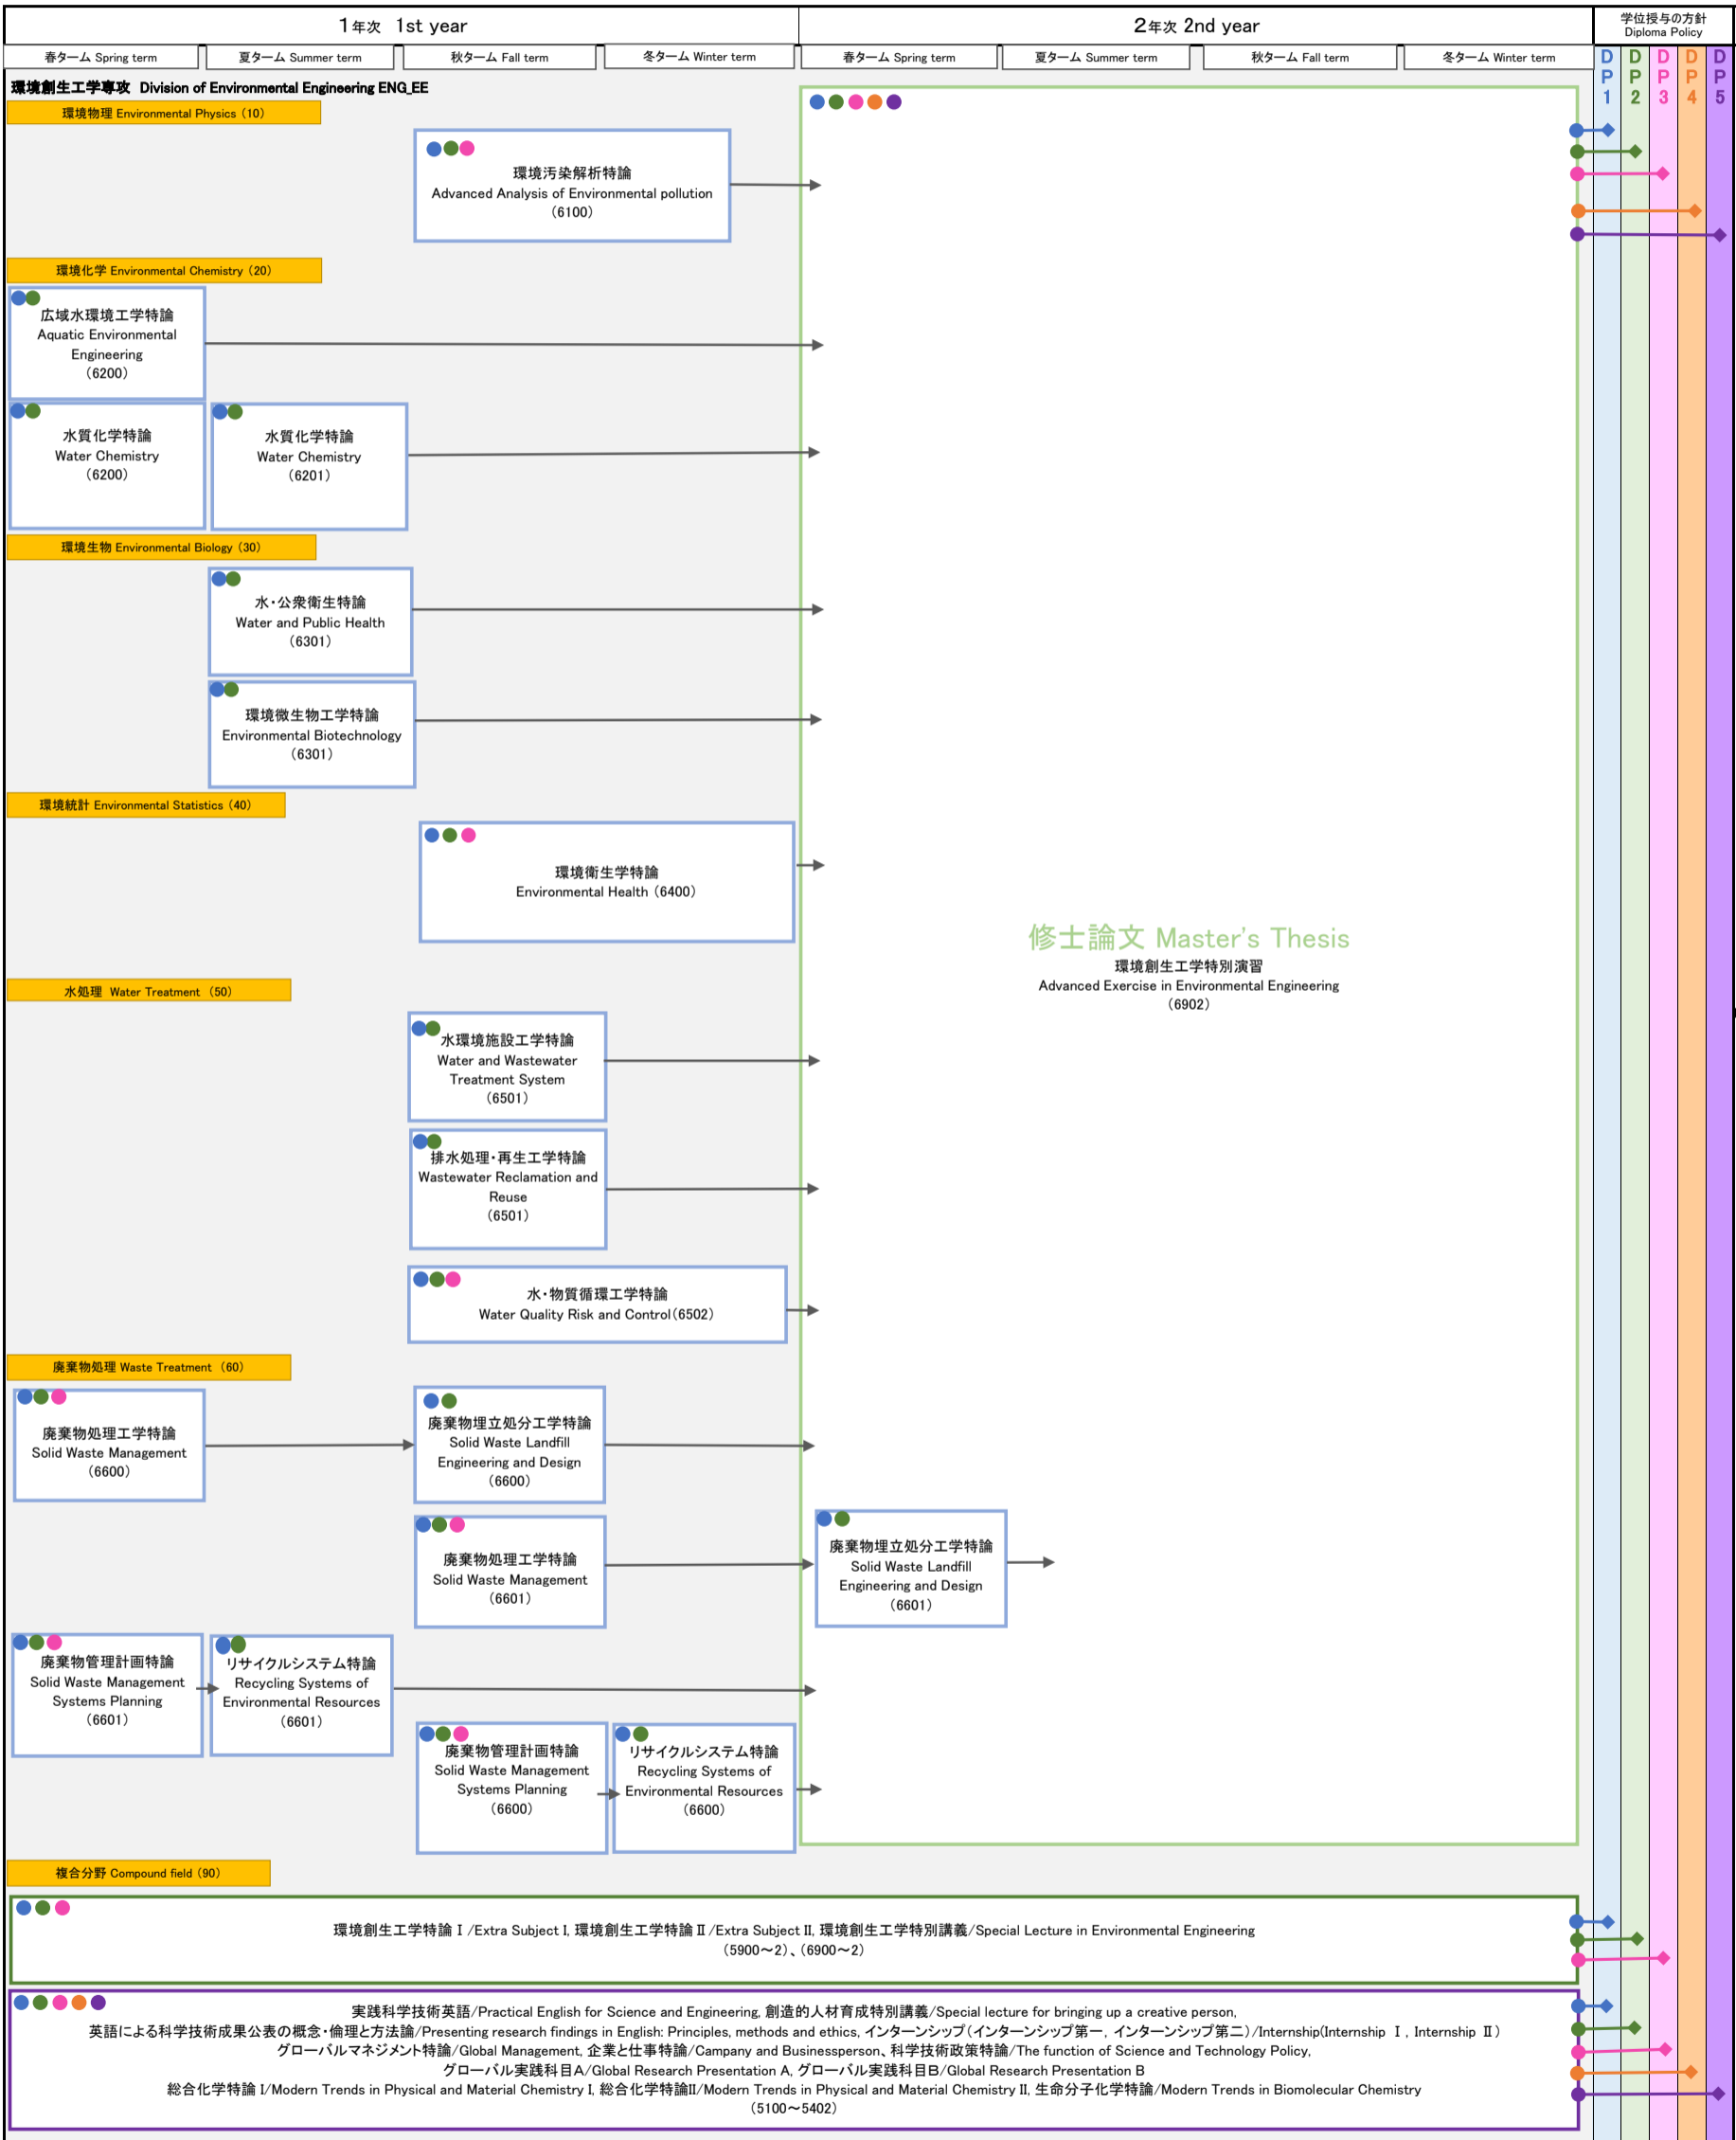 1年次 1st year
2年次 2nd year
学位授与の方針
Diploma Policy
春ターム Spring term
夏ターム Summer term
秋ターム Fall term
冬ターム Winter term
春ターム Spring term
夏ターム Summer term
秋ターム Fall term
冬ターム Winter term
DP1
DP2
DP3
DP4
DP5
環境創生工学専攻 Division of Environmental Engineering ENG_EE
環境物理 Environmental Physics (10)
環境汚染解析特論
Advanced Analysis of Environmental pollution
(6100)
環境化学 Environmental Chemistry (20)
広域水環境工学特論
Aquatic Environmental
Engineering
(6200)
水質化学特論
Water Chemistry
(6200)
水質化学特論
Water Chemistry
(6201)
環境生物 Environmental Biology (30)
水・公衆衛生特論
Water and Public Health
(6301)
環境微生物工学特論
Environmental Biotechnology
(6301)
環境統計 Environmental Statistics (40)
環境衛生学特論
Environmental Health (6400)
修士論文 Master's Thesis
環境創生工学特別演習
Advanced Exercise in Environmental Engineering
(6902)
水処理 Water Treatment (50)
水環境施設工学特論
Water and Wastewater
Treatment System
(6501)
排水処理・再生工学特論
Wastewater Reclamation and
Reuse
(6501)
水・物質循環工学特論
Water Quality Risk and Control(6502)
廃棄物処理 Waste Treatment (60)
廃棄物処理工学特論
Solid Waste Management
(6600)
廃棄物埋立処分工学特論
Solid Waste Landfill
Engineering and Design
(6600)
廃棄物処理工学特論
Solid Waste Management
(6601)
廃棄物埋立処分工学特論
Solid Waste Landfill
Engineering and Design
(6601)
廃棄物管理計画特論
Solid Waste Management
Systems Planning
(6601)
リサイクルシステム特論
Recycling Systems of
Environmental Resources
(6601)
廃棄物管理計画特論
Solid Waste Management
Systems Planning
(6600)
リサイクルシステム特論
Recycling Systems of
Environmental Resources
(6600)
複合分野 Compound field (90)
環境創生工学特論Ⅰ/Extra Subject I, 環境創生工学特論Ⅱ/Extra Subject II, 環境創生工学特別講義/Special Lecture in Environmental Engineering
(5900～2)、(6900～2)
実践科学技術英語/Practical English for Science and Engineering, 創造的人材育成特別講義/Special lecture for bringing up a creative person,
英語による科学技術成果公表の概念・倫理と方法論/Presenting research findings in English: Principles, methods and ethics, インターンシップ(インターンシップ第一, インターンシップ第二)/Internship(Internship Ⅰ, Internship Ⅱ)
グローバルマネジメント特論/Global Management, 企業と仕事特論/Campany and Businessperson、科学技術政策特論/The function of Science and Technology Policy,
グローバル実践科目A/Global Research Presentation A, グローバル実践科目B/Global Research Presentation B
総合化学特論 I/Modern Trends in Physical and Material Chemistry I, 総合化学特論II/Modern Trends in Physical and Material Chemistry II, 生命分子化学特論/Modern Trends in Biomolecular Chemistry
(5100～5402)